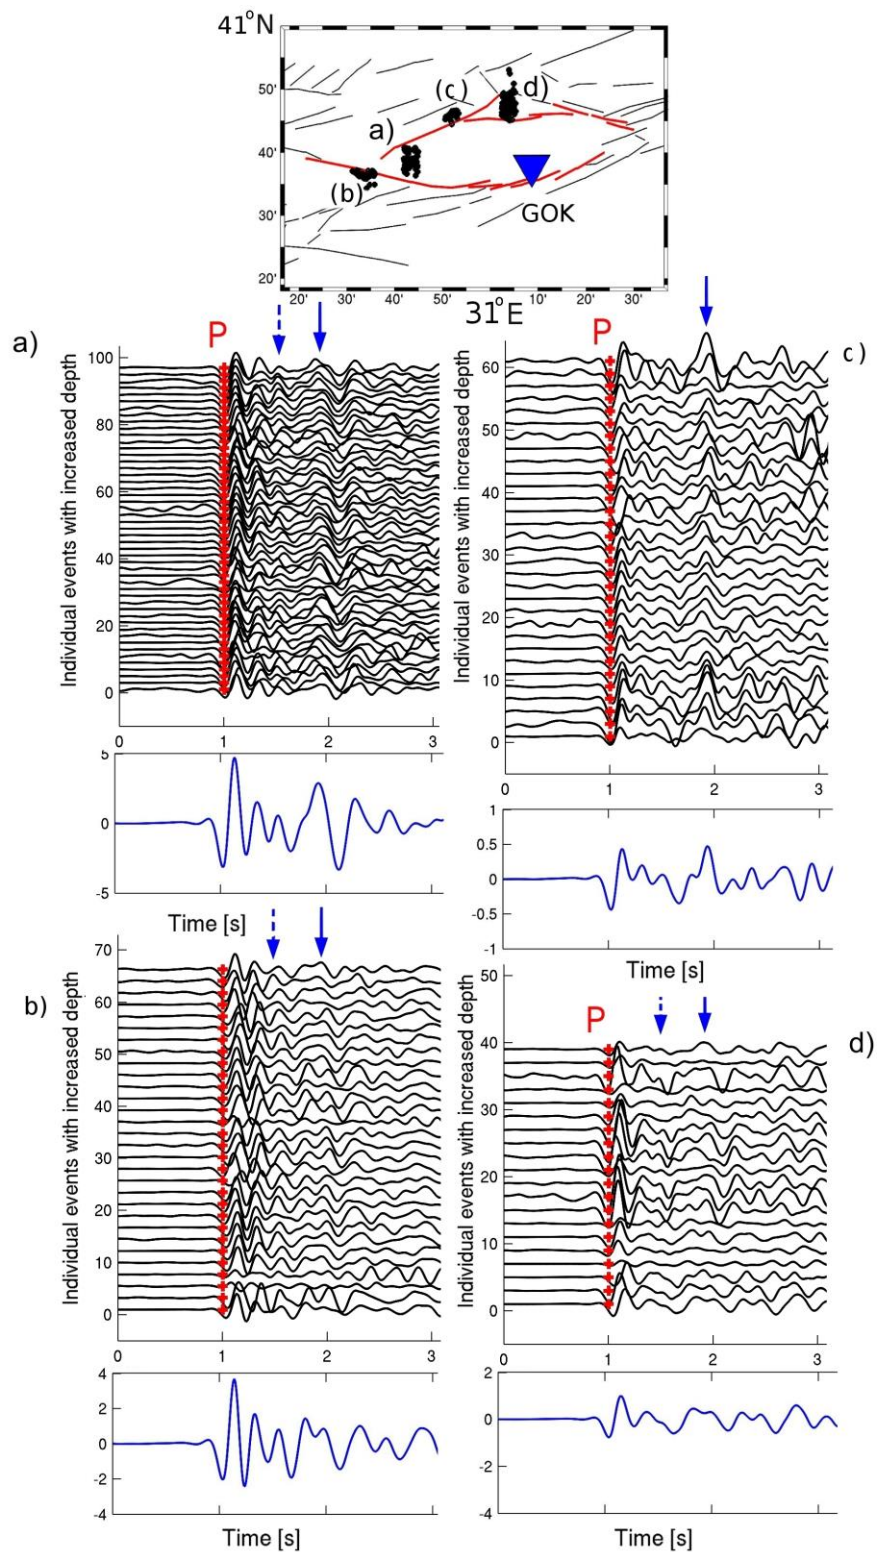 41°N
50'
40'
30'
20'
(c)
d)
a)
(b)
GOK
20' 30' 40' 50' 31°E 10' 20' 30'
a)
P
Individual events with increased depth
100
80
60
40
20
0
0 1 2 3
5
0
-5
Time [s]
c)
P
Individual events with increased depth
60
50
40
30
20
10
0
0 1 2 3
1
0.5
0
-0.5
-1
Time [s]
b)
Individual events with increased depth
70
60
50
40
30
20
10
0
0 1 2 3
4
2
0
-2
-4
Time [s]
d)
P
Individual events with increased depth
50
40
30
20
10
0
0 1 2 3
2
0
-2
-4
Time [s]